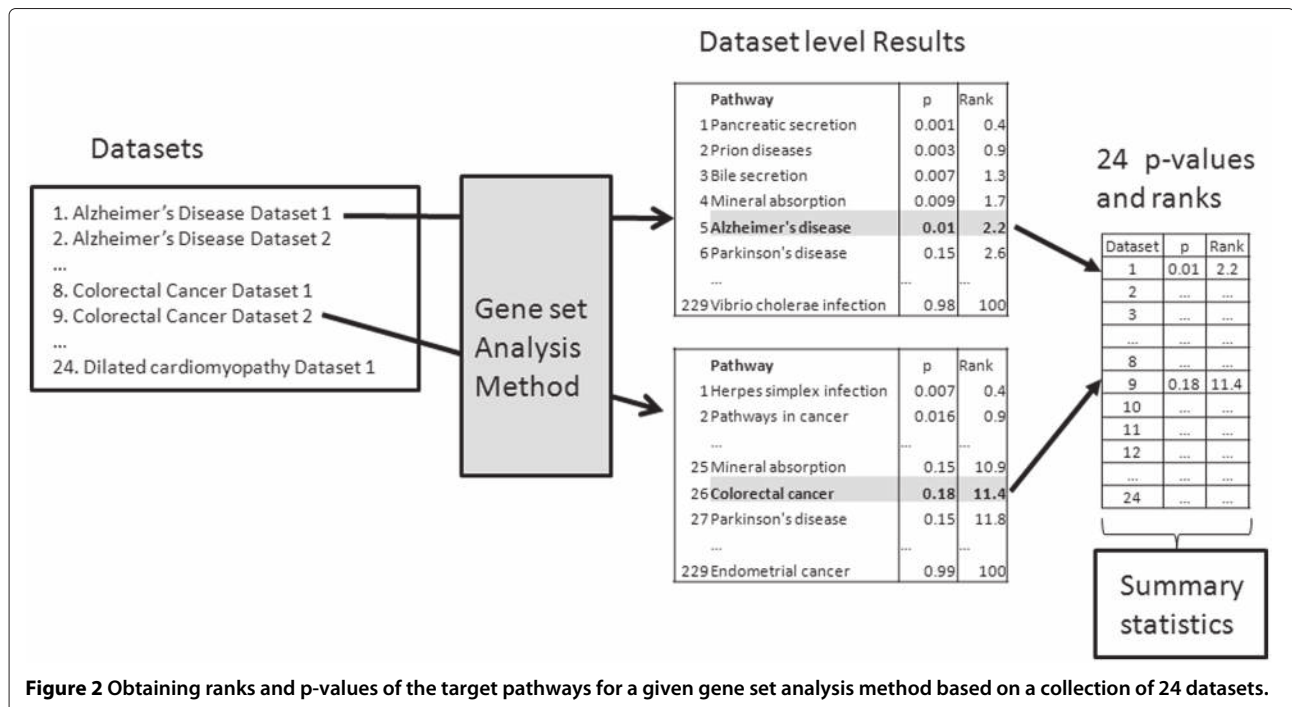 Dataset level Results
Datasets
1. Alzheimer's Disease Dataset 1
2. Alzheimer's Disease Dataset 2
...
8. Colorectal Cancer Dataset 1
9. Colorectal Cancer Dataset 2
...
24. Dilated cardiomyopathy Dataset 1
Gene set
Analysis
Method
Pathway p Rank
1 Pancreatic secretion 0.001 0.4
2 Prion diseases 0.003 0.9
3 Bile secretion 0.007 1.3
4 Mineral absorption 0.009 1.7
5 Alzheimer's disease 0.01 2.2
6 Parkinson's disease 0.15 2.6
... ... ...
229 Vibrio cholerae infection 0.98 100
Pathway p Rank
1 Herpes simplex infection 0.007 0.4
2 Pathways in cancer 0.016 0.9
... ... ...
25 Mineral absorption 0.15 10.9
26 Colorectal cancer 0.18 11.4
27 Parkinson's disease 0.15 11.8
... ... ...
229 Endometrial cancer 0.99 100
24 p-values
and ranks
Dataset p Rank
1 0.01 2.2
2 ... ...
3 ... ...
... ... ...
8 ... ...
9 0.18 11.4
10 ... ...
11 ... ...
12 ... ...
... ... ...
24 ... ...
Summary
statistics
Figure 2 Obtaining ranks and p-values of the target pathways for a given gene set analysis method based on a collection of 24 datasets.